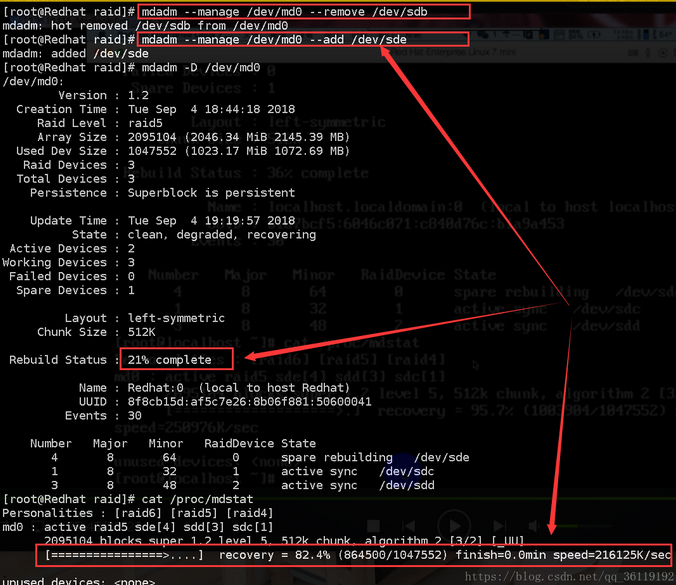 [root@Redhat raid]# mdadm --manage /dev/md0 --remove /dev/sdb
mdadm: hot removed /dev/sdb from /dev/md0
[root@Redhat raid]# mdadm --manage /dev/md0 --add /dev/sde
mdadm: added /dev/sde
[root@Redhat raid]# mdadm -D /dev/md0
/dev/md0:
Version : 1.2
Creation Time : Tue Sep  4 18:44:18 2018
Raid Level : raid5
Array Size : 2095104 (2046.34 MiB 2145.39 MB)
Used Dev Size : 1047552 (1023.17 MiB 1072.69 MB)
Raid Devices : 3
Total Devices : 3
Persistence : Superblock is persistent
Update Time : Tue Sep  4 19:19:57 2018
State : clean, degraded, recovering
Active Devices : 2
Working Devices : 3
Failed Devices : 0
Spare Devices : 1
Layout : left-symmetric
Chunk Size : 512K
Rebuild Status : 21% complete
Name : Redhat:0  (local to host Redhat)
UUID : 8f8cb15d:af5c7e26:8b06f881:50600041
Events : 30
Number   Major   Minor   RaidDevice State
4       8       64        0      spare rebuilding   /dev/sde
1       8       32        1      active sync   /dev/sdc
3       8       48        2      active sync   /dev/sdd
[root@Redhat raid]# cat /proc/mdstat
Personalities : [raid6] [raid5] [raid4]
md0 : active raid5 sde[4] sdd[3] sdc[1]
2095104 blocks super 1.2 level 5, 512k chunk, algorithm 2 [3/2] [_UU]
[================>....]  recovery = 82.4% (864500/1047552) finish=0.0min speed=216125K/sec
unused devices: <none>
https://blog.csdn.net/qq_36119192